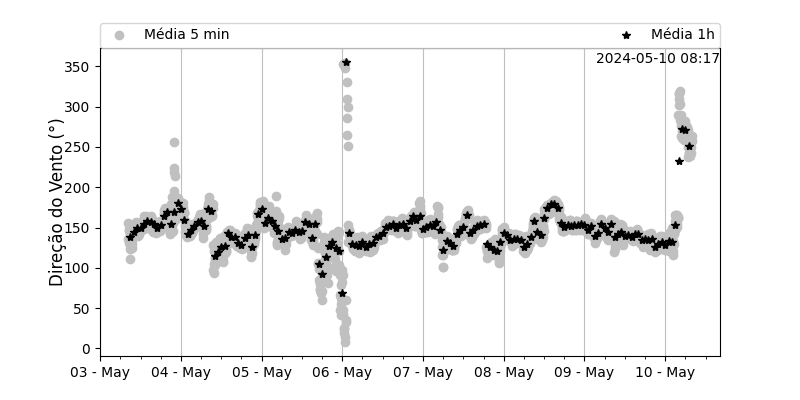 Média 5 min
Média 1h
2024-05-10 08:17
Direção do Vento (°)
350
300
250
200
150
100
50
0
03 - May
04 - May
05 - May
06 - May
07 - May
08 - May
09 - May
10 - May